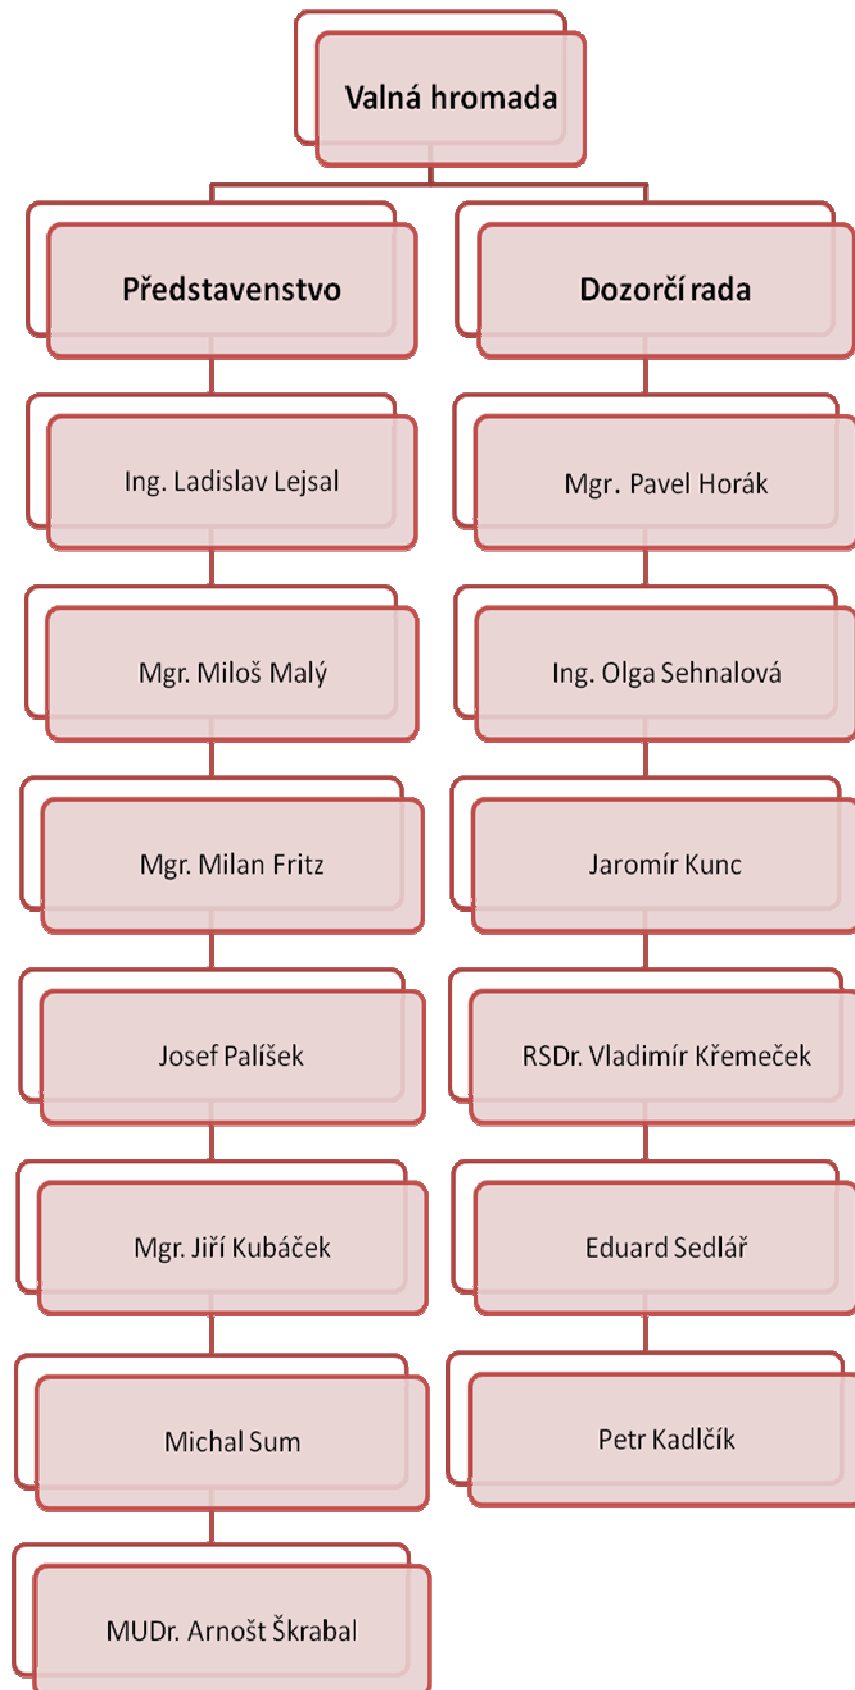 Valná hromada
Představenstvo
Ing. Ladislav Lejsal
Mgr. Miloš Malý
Mgr. Milan Fritz
Josef Palíšek
Mgr. Jiří Kubáček
Michal Sum
MUDr. Arnošt Škrabal
Dozorčí rada
Mgr. Pavel Horák
Ing. Olga Sehnalová
Jaromír Kunc
RSDr. Vladimír Křemeček
Eduard Sedlář
Petr Kadlčík